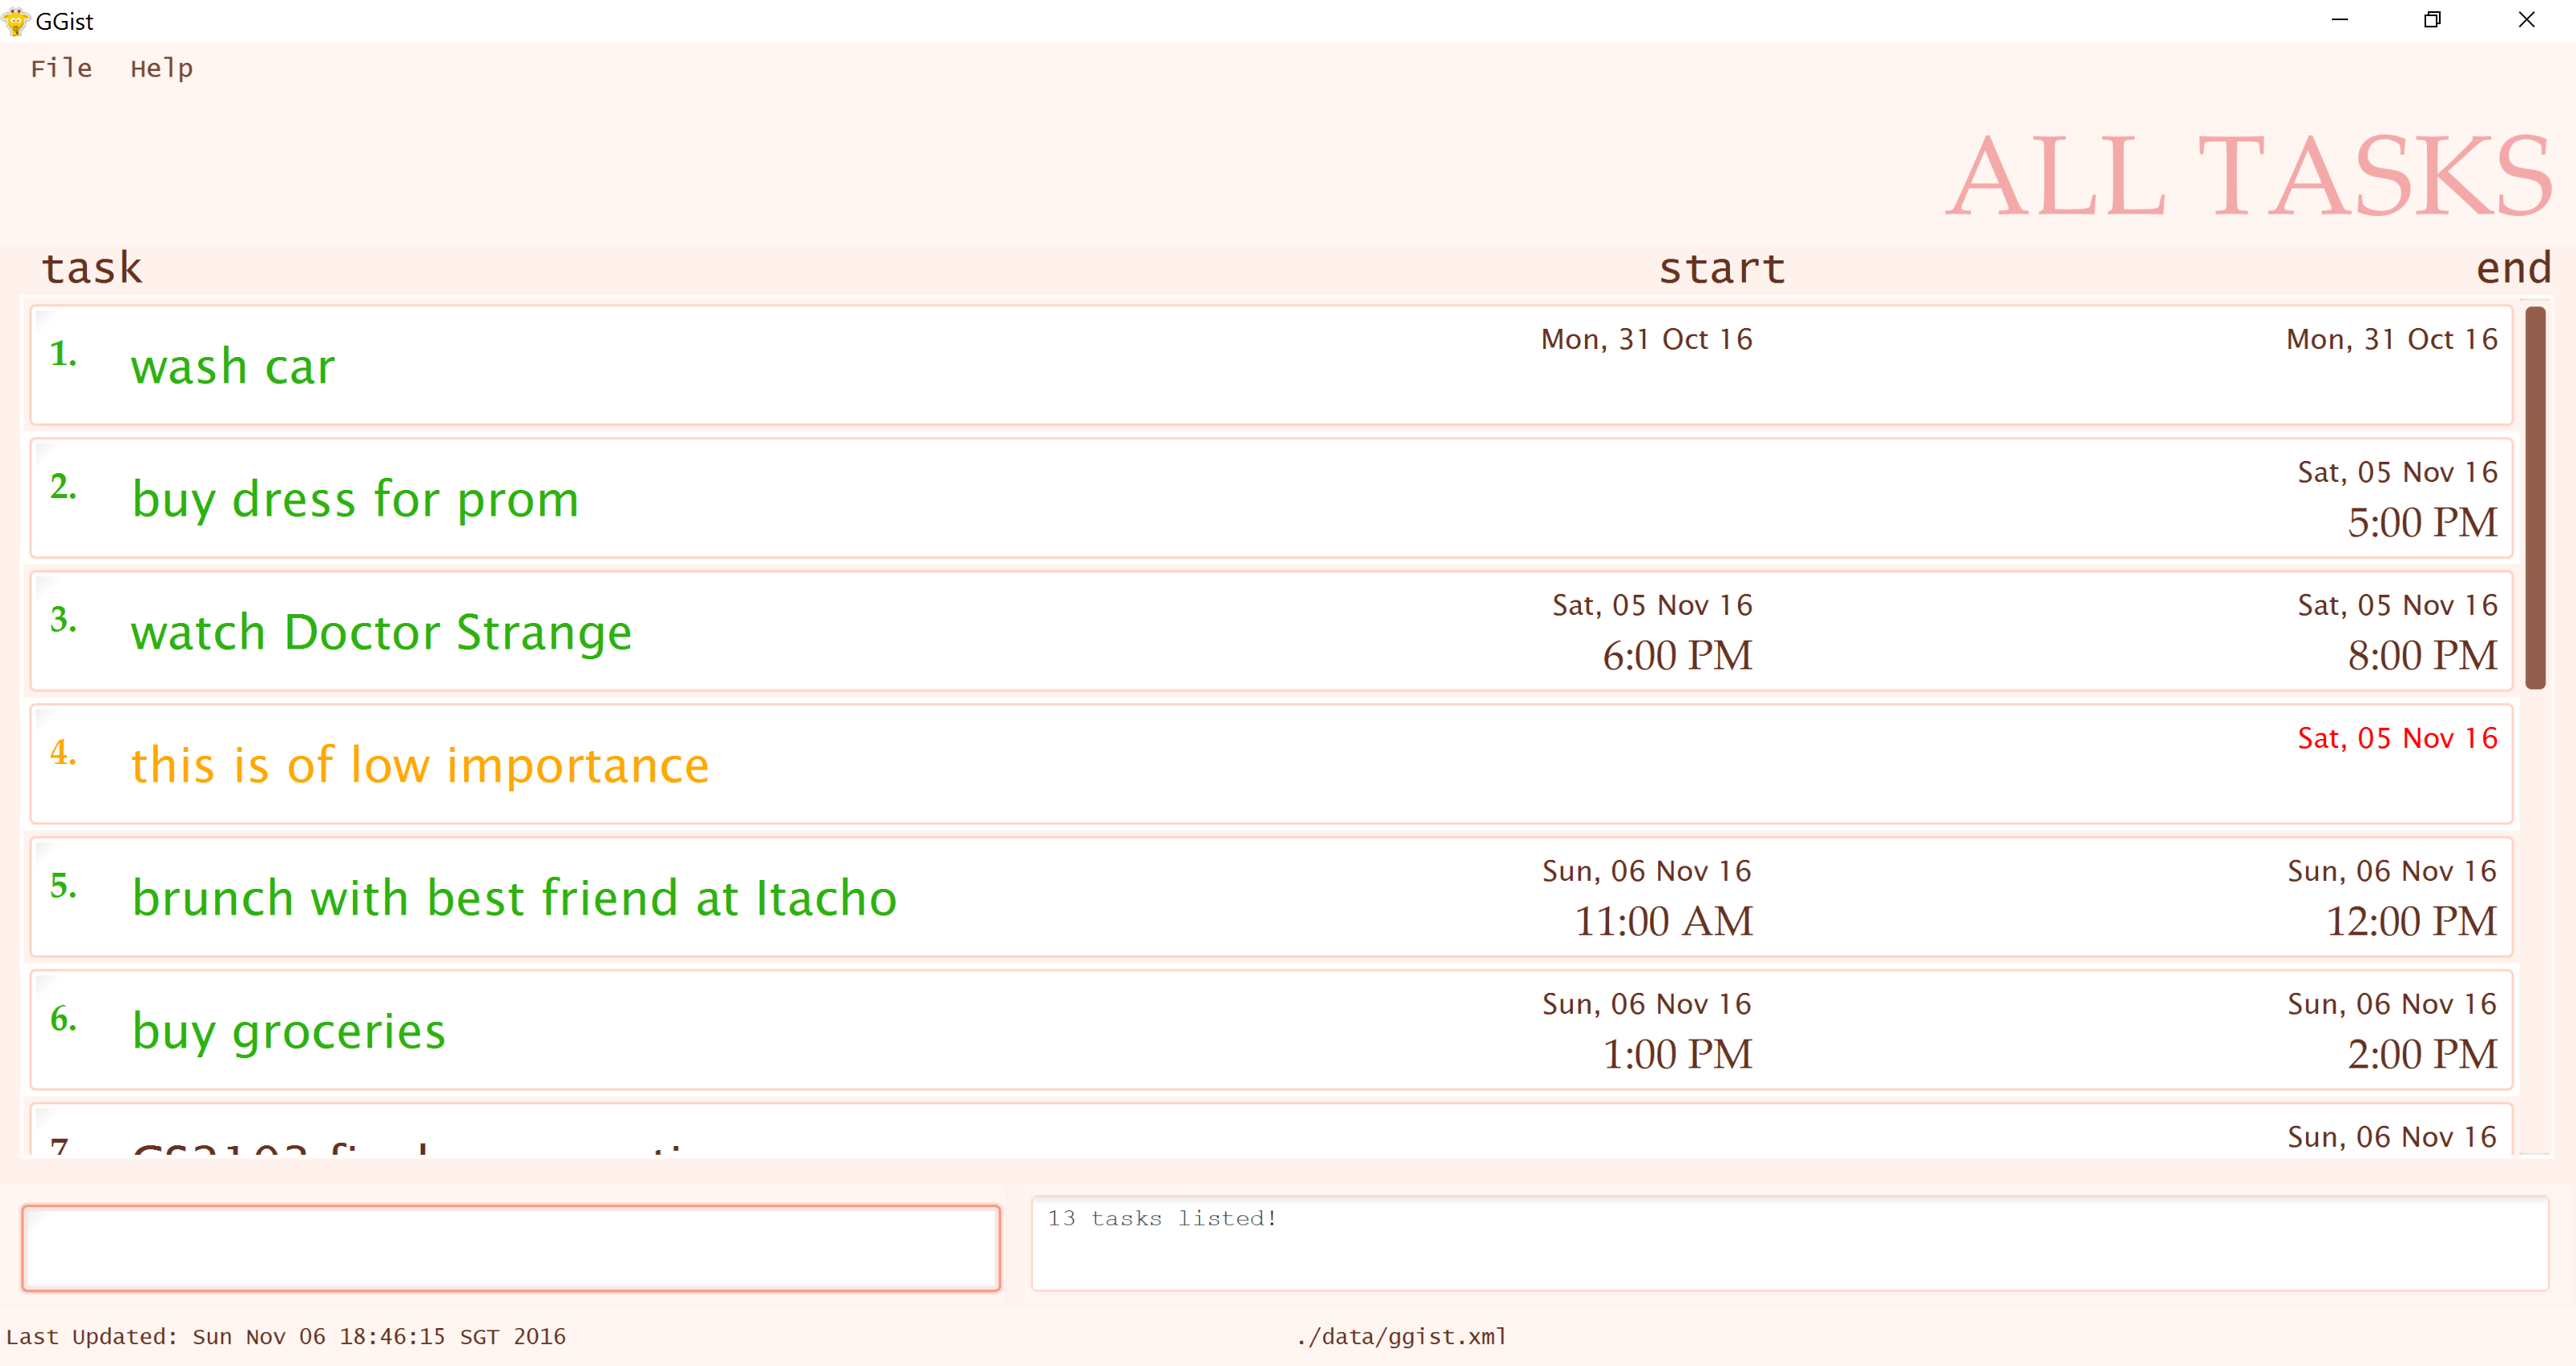 GGist
File Help
ALL TASKS
task start end
1. wash car Mon, 31 Oct 16 Mon, 31 Oct 16
2. buy dress for prom Sat, 05 Nov 16
5:00 PM
3. watch Doctor Strange Sat, 05 Nov 16 Sat, 05 Nov 16
6:00 PM 8:00 PM
4. this is of low importance Sat, 05 Nov 16
5. brunch with best friend at Itacho Sun, 06 Nov 16 Sun, 06 Nov 16
11:00 AM 12:00 PM
6. buy groceries Sun, 06 Nov 16 Sun, 06 Nov 16
1:00 PM 2:00 PM
7. Sun, 06 Nov 16
13 tasks listed!
Last Updated: Sun Nov 06 18:46:15 SGT 2016 ./data/ggist.xml